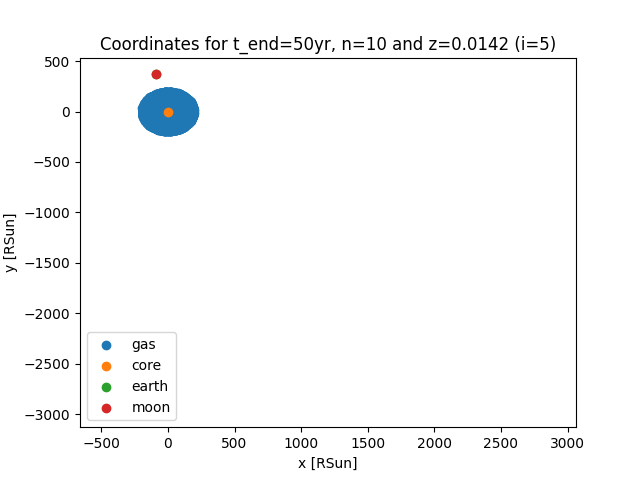 Coordinates for t_end=50yr, n=10 and z=0.0142 (i=5)
500
0
−500
−1000
−1500
−2000
−2500
−3000
y [RSun]
gas
core
earth
moon
−500
0
500
1000
1500
2000
2500
3000
x [RSun]